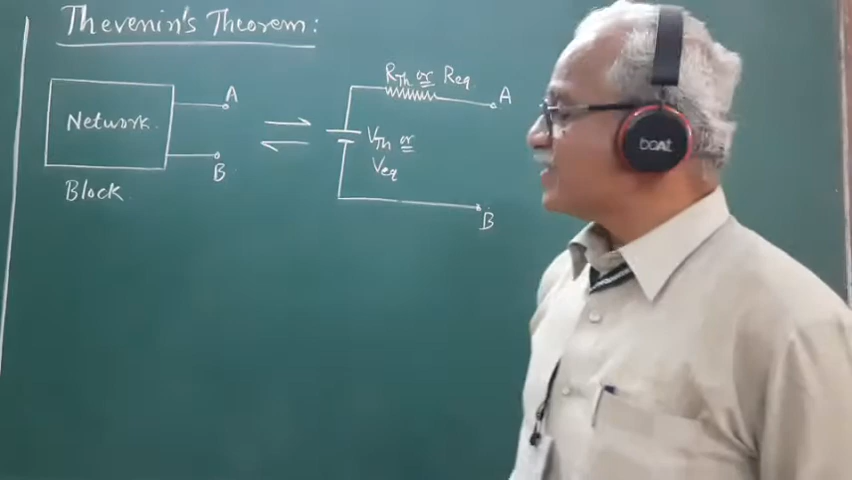 Thevenin's Theorem:
Network
Block
A
B
RTh or Req
A
VTh or
Veq
B
boAt